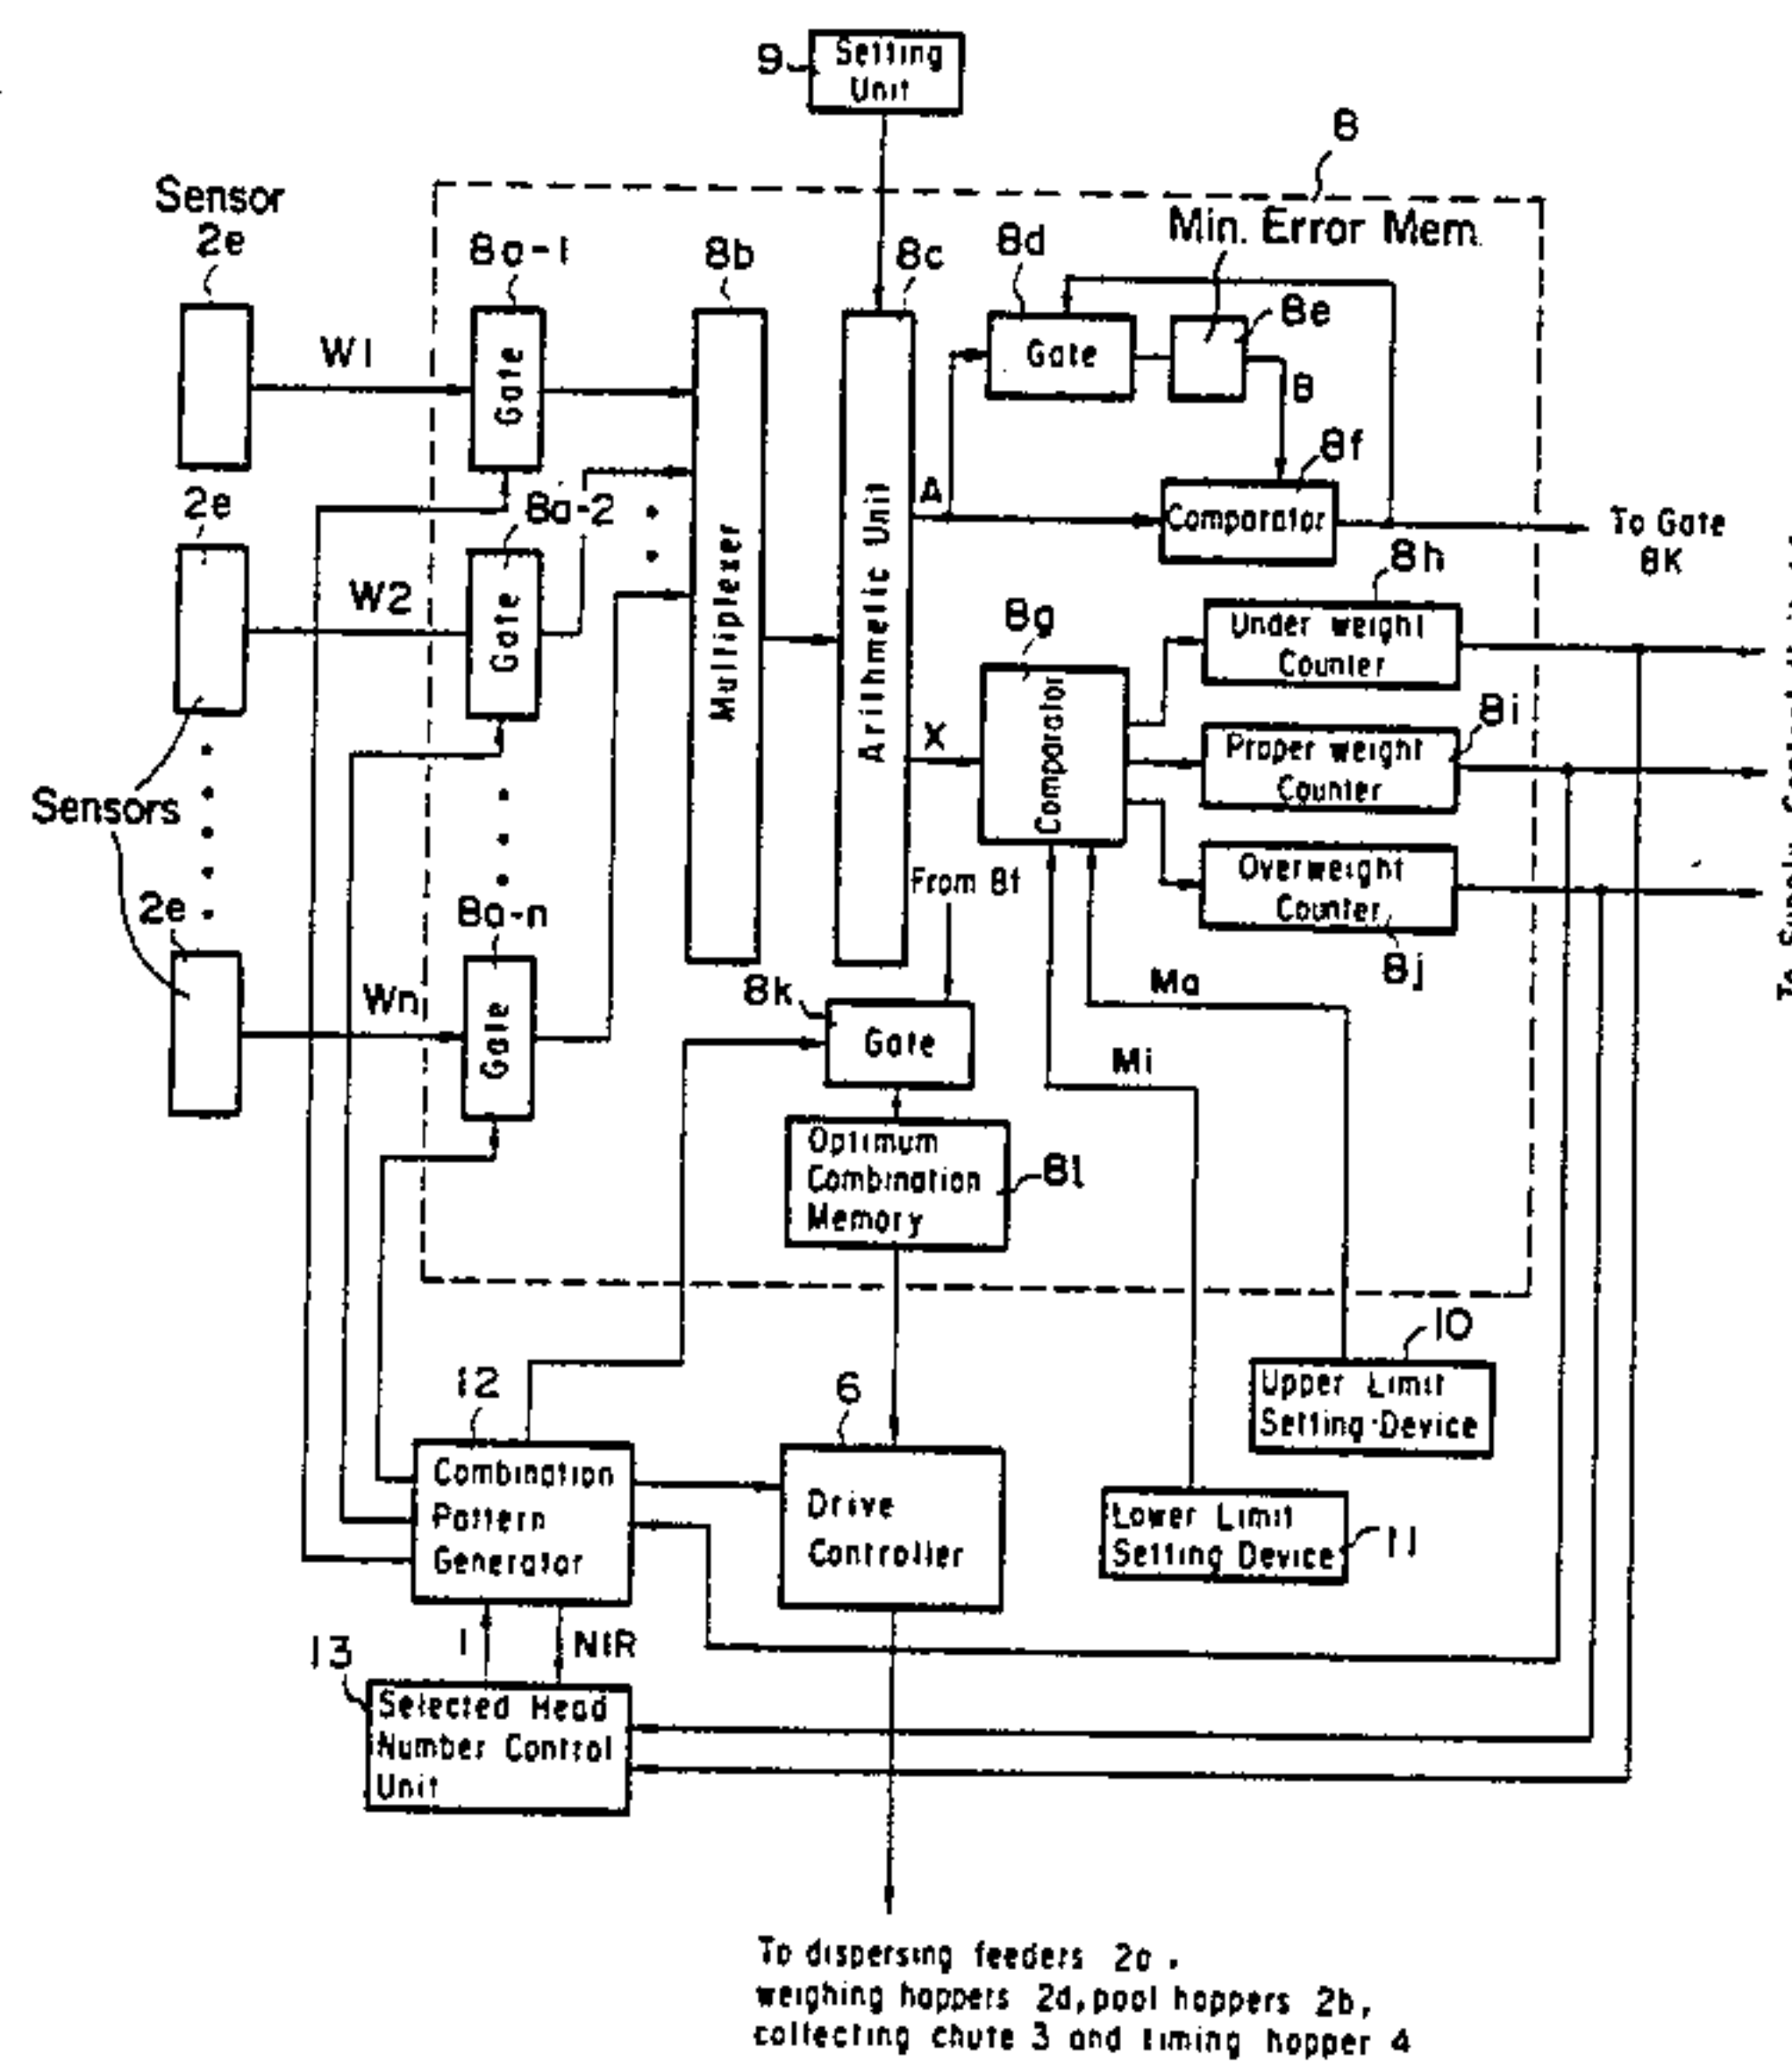 9
Setting
Unit
8
Sensor
2e
8a-1
8b
8c
8d
Min. Error Mem.
8e
W1
Gate
Gate
B
2e
8a-2
A
8f
Comparator
To Gate
8K
W2
Gate
Multiplexer
Arithmetic Unit
8g
8h
Under weight
Counter
X
Comparator
8i
Proper weight
Counter
Sensors
From 8f
Overweight
Counter
8j
2e
8a-n
Wn
Gate
8k
Gate
Ma
Mi
Optimum
Combination
Memory
8l
10
Upper Limit
Setting Device
12
6
Combination
Pattern
Generator
Drive
Controller
Lower Limit
Setting Device
11
I
NIR
13
Selected Head
Number Control
Unit
To dispersing feeders 2a,
weighing hoppers 2d, pool hoppers 2b,
collecting chute 3 and timing hopper 4